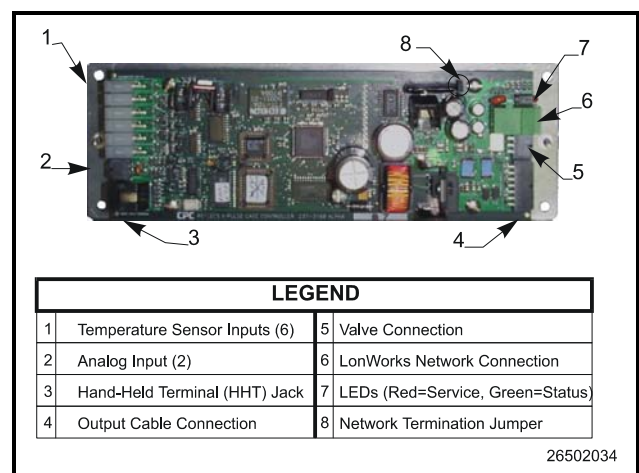 1
8
7
6
2
5
3
4
CPC
LEGEND
1 Temperature Sensor Inputs (6) 5 Valve Connection
2 Analog Input (2) 6 LonWorks Network Connection
3 Hand-Held Terminal (HHT) Jack 7 LEDs (Red=Service, Green=Status)
4 Output Cable Connection 8 Network Termination Jumper
26502034